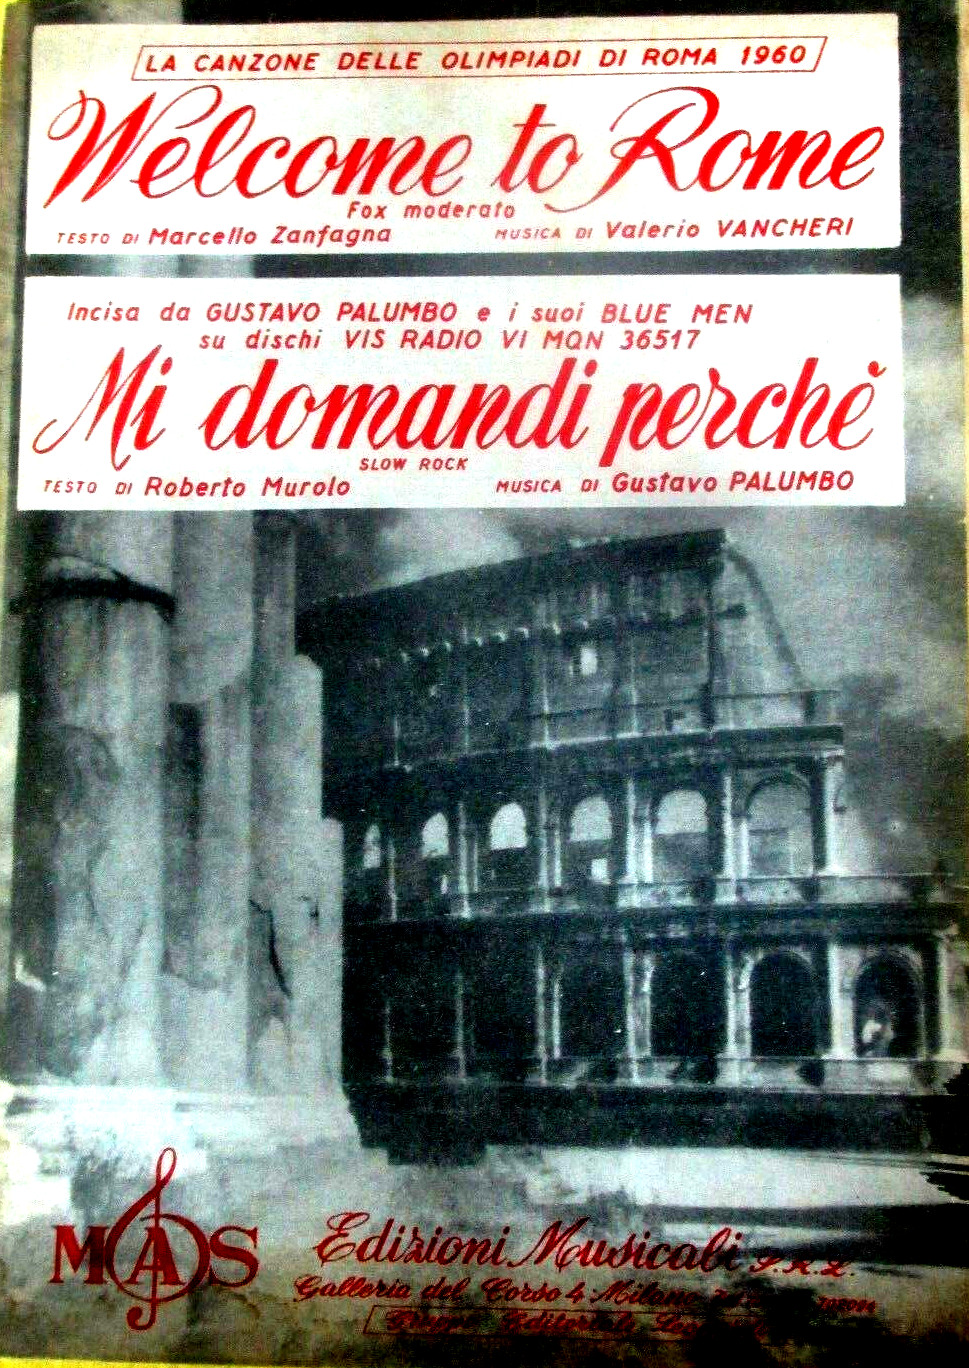 LA CANZONE DELLE OLIMPIADI DI ROMA 1960
Welcome to Rome
Fox moderato
TESTO DI Marcello Zanfagna MUSICA DI Valerio VANCHERI
Incisa da GUSTAVO PALUMBO e i suoi BLUE MEN
su dischi VIS RADIO VI MQN 36517
Mi domandi perchè
SLOW ROCK
TESTO DI Roberto Murolo MUSICA DI Gustavo PALUMBO
MAS Edizioni Musicali S.R.L.
Galleria del Corso 4 Milano
Gruppo Editoriale